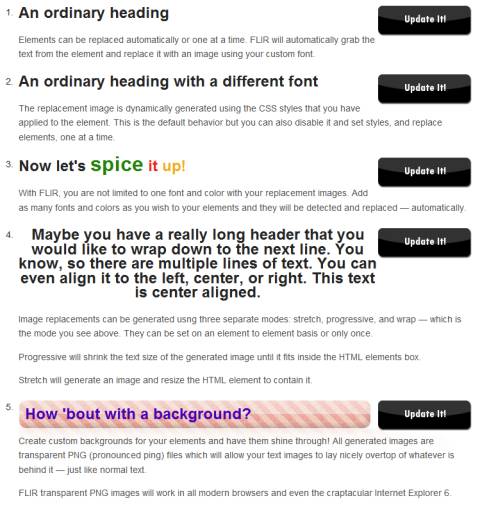 1. An ordinary heading
Update It!
Elements can be replaced automatically or one at a time. FLIR will automatically grab the
text from the element and replace it with an image using your custom font.
2. An ordinary heading with a different font
Update It!
The replacement image is dynamically generated using the CSS styles that you have
applied to the element. This is the default behavior but you can also disable it and set styles, and replace
elements, one at a time.
3. Now let's spice it up!
Update It!
With FLIR, you are not limited to one font and color with your replacement images. Add
as many fonts and colors as you wish to your elements and they will be detected and replaced — automatically.
4. Maybe you have a really long header that you
would like to wrap down to the next line. You
know, so there are multiple lines of text. You can
even align it to the left, center, or right. This text
is center aligned.
Update It!
Image replacements can be generated using three separate modes: stretch, progressive, and wrap — which is
the mode you see above. They can be set on an element to element basis or only once.
Progressive will shrink the text size of the generated image until it fits inside the HTML elements box.
Stretch will generate an image and resize the HTML element to contain it.
5. How 'bout with a background?
Update It!
Create custom backgrounds for your elements and have them shine through! All generated images are
transparent PNG (pronounced ping) files which will allow your text images to lay nicely overtop of whatever is
behind it — just like normal text.
FLIR transparent PNG images will work in all modern browsers and even the craptacular Internet Explorer 6.